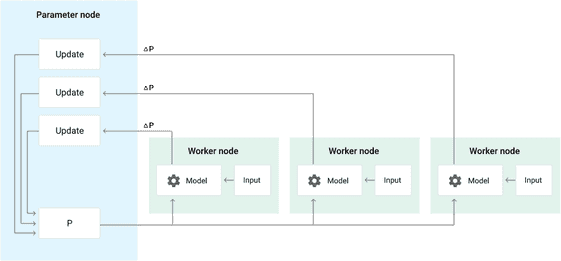 Parameter node
Update
ΔP
Update
ΔP
Update
ΔP
Worker node
Worker node
Worker node
Model
Input
Model
Input
Model
Input
P